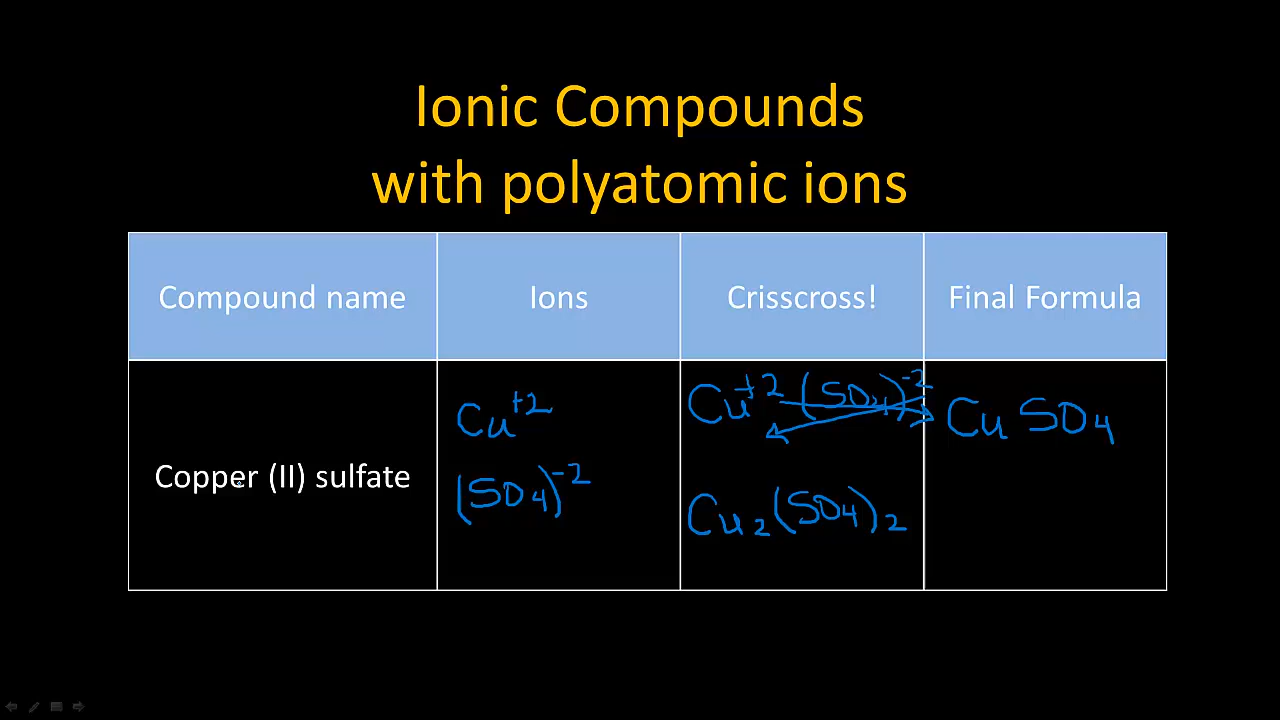 Ionic Compounds
with polyatomic ions
Compound name Ions Crisscross! Final Formula
Copper (II) sulfate
Cu⁺²
(SO₄)⁻²
Cu⁺² (SO₄)⁻²
Cu₂(SO₄)₂
Cu SO₄